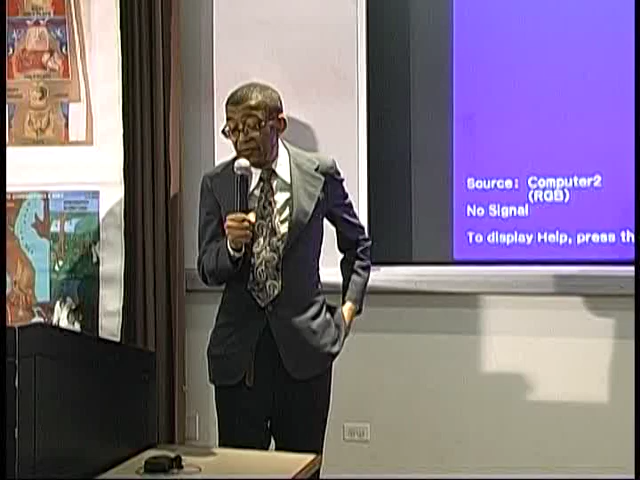 Source: Computer2
(RGB)
No Signal
To display Help, press th